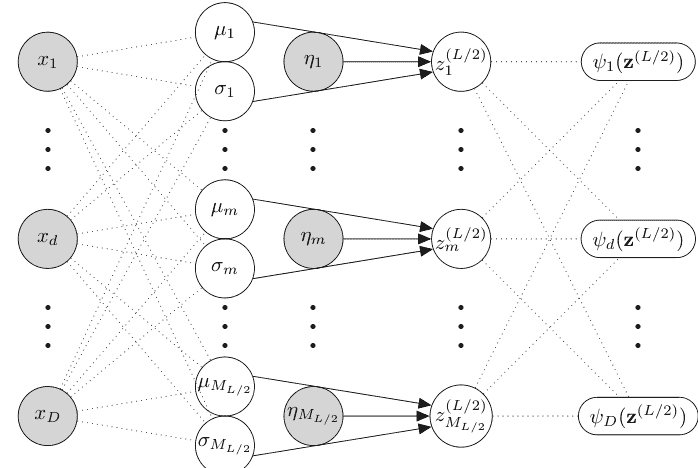 μ_1
x_1 η_1 z_1^{(L/2)} ψ_1(𝐳^{(L/2)})
σ_1
μ_m
x_d η_m z_m^{(L/2)} ψ_d(𝐳^{(L/2)})
σ_m
μ_{M_{L/2}}
x_D η_{M_{L/2}} z_{M_{L/2}}^{(L/2)} ψ_D(𝐳^{(L/2)})
σ_{M_{L/2}}